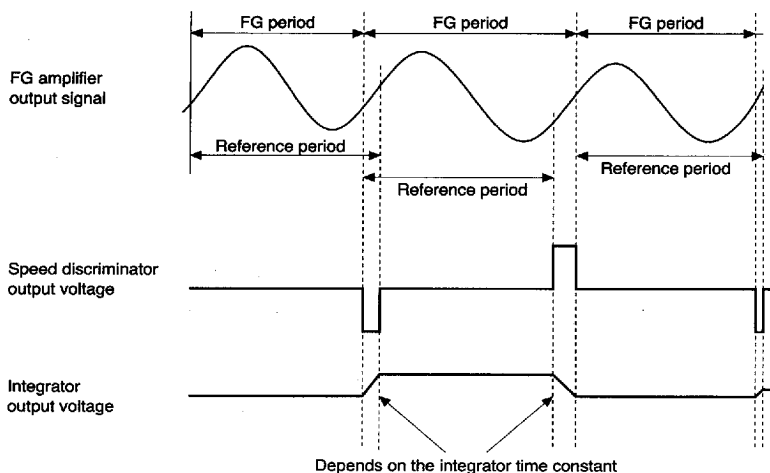 FG period
FG period
FG period
FG amplifier
output signal
Reference period
Reference period
Reference period
Speed discriminator
output voltage
Integrator
output voltage
Depends on the integrator time constant